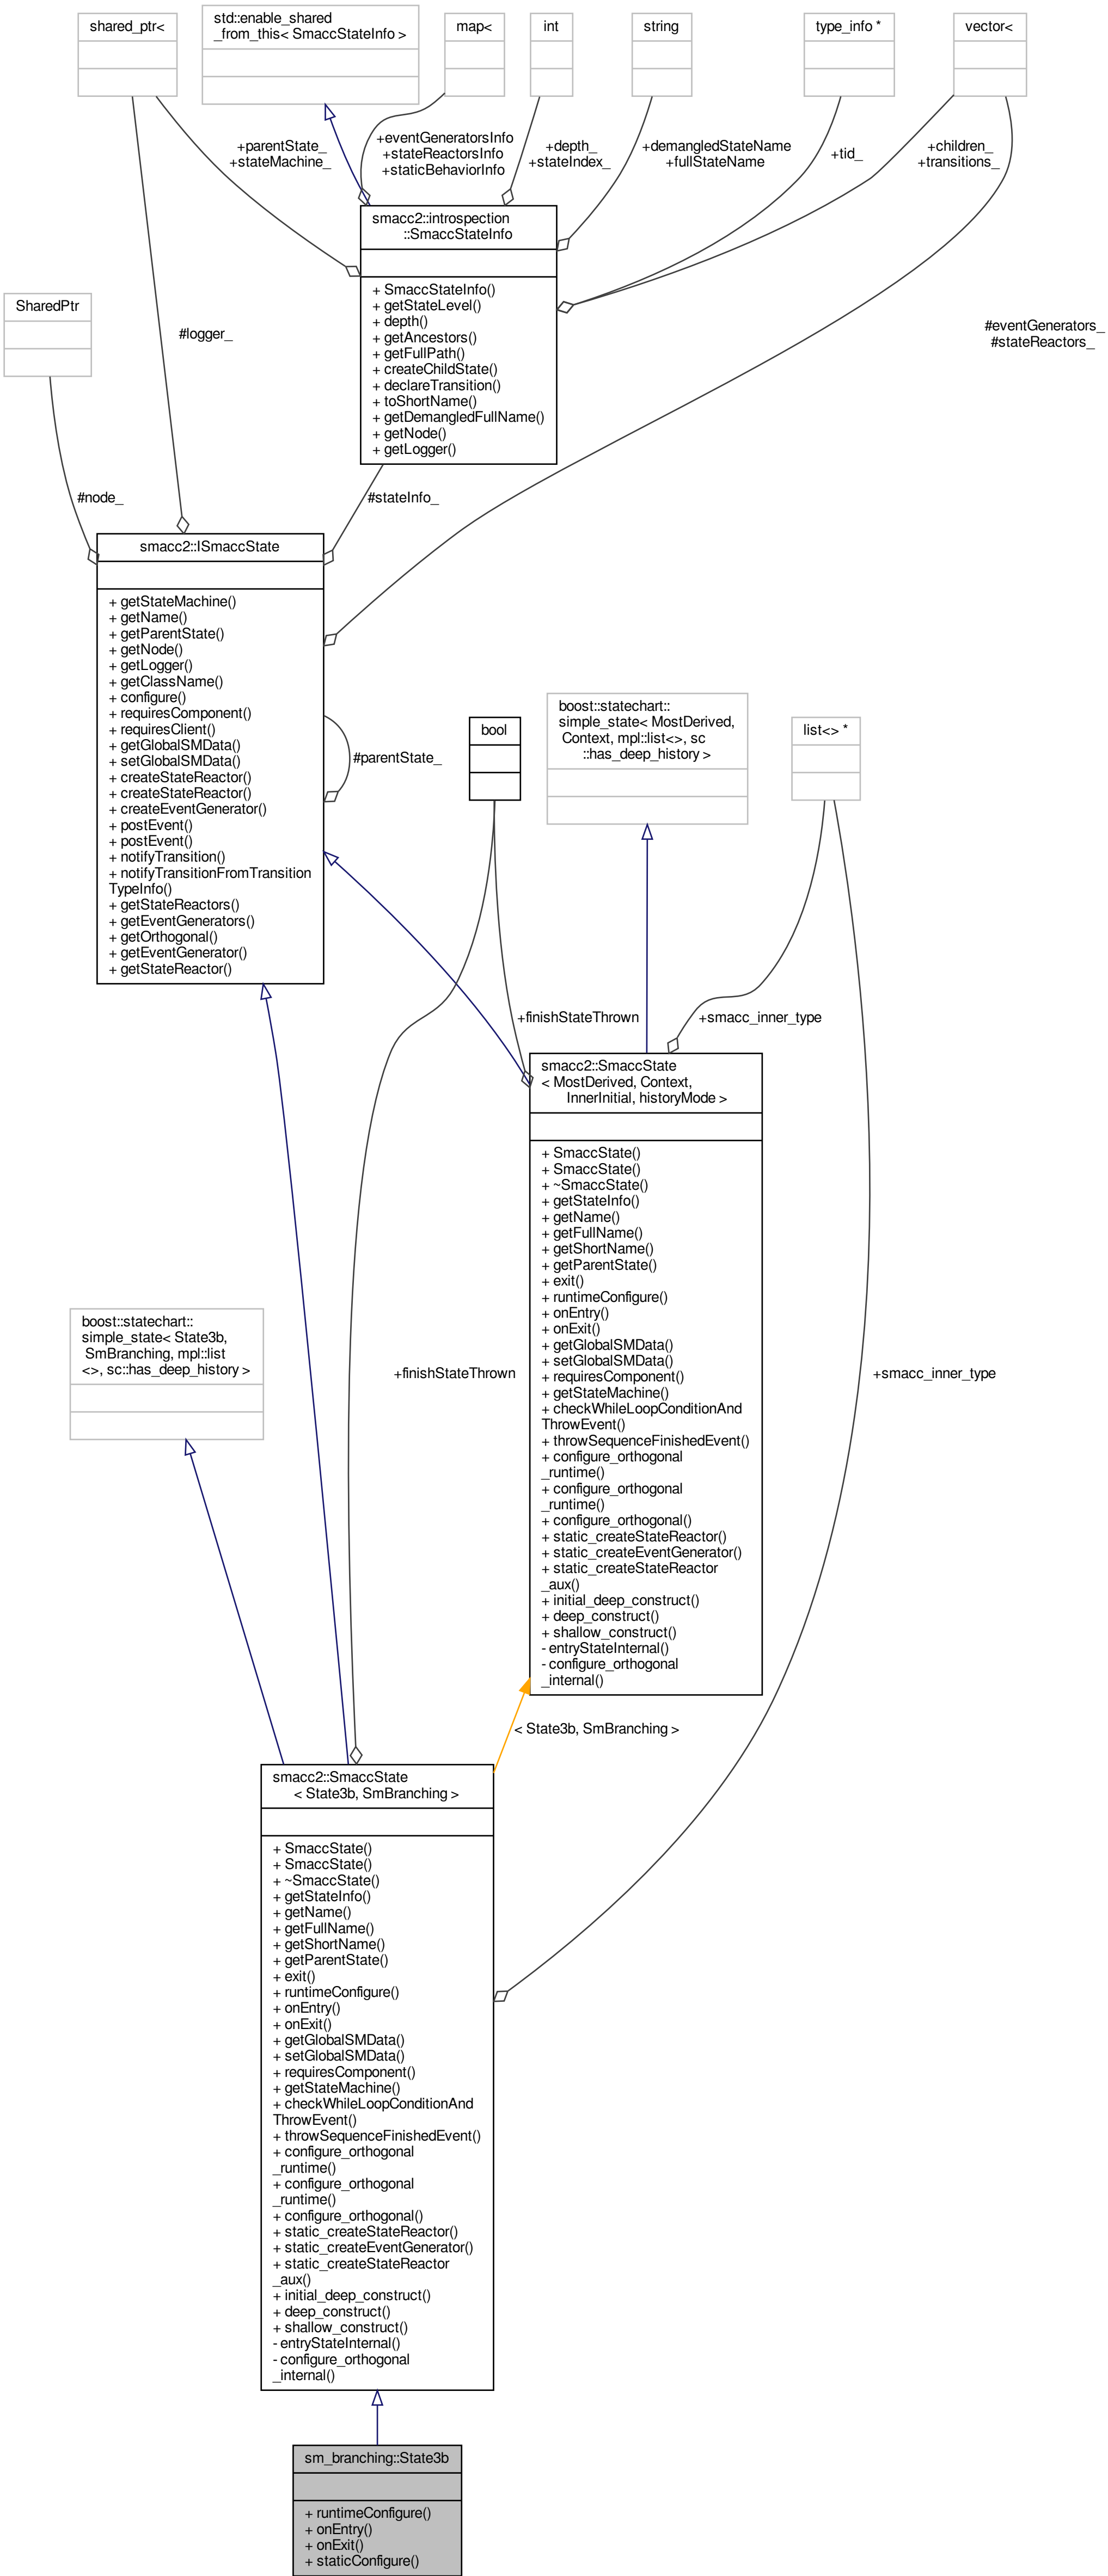 shared_ptr<
std::enable_shared
_from_this< SmaccStateInfo >
map<
int
string
type_info *
vector<
+parentState_
+stateMachine_
+eventGeneratorsInfo
+stateReactorsInfo
+staticBehaviorInfo
+depth_
+stateIndex_
+demangledStateName
+fullStateName
+tid_
+children_
+transitions_
smacc2::introspection
::SmaccStateInfo
+ SmaccStateInfo()
+ getStateLevel()
+ depth()
+ getAncestors()
+ getFullPath()
+ createChildState()
+ declareTransition()
+ toShortName()
+ getDemangledFullName()
+ getNode()
+ getLogger()
SharedPtr
#logger_
#eventGenerators_
#stateReactors_
#node_
#stateInfo_
smacc2::ISmaccState
+ getStateMachine()
+ getName()
+ getParentState()
+ getNode()
+ getLogger()
+ getClassName()
+ configure()
+ requiresComponent()
+ requiresClient()
+ getGlobalSMData()
+ setGlobalSMData()
+ createStateReactor()
+ createStateReactor()
+ createEventGenerator()
+ postEvent()
+ postEvent()
+ notifyTransition()
+ notifyTransitionFromTransition
TypeInfo()
+ getStateReactors()
+ getEventGenerators()
+ getOrthogonal()
+ getEventGenerator()
+ getStateReactor()
#parentState_
bool
boost::statechart::
simple_state< MostDerived,
Context, mpl::list<>, sc
::has_deep_history >
list<> *
+finishStateThrown
+smacc_inner_type
smacc2::SmaccState
< MostDerived, Context,
InnerInitial, historyMode >
+ SmaccState()
+ SmaccState()
+ ~SmaccState()
+ getStateInfo()
+ getName()
+ getFullName()
+ getShortName()
+ getParentState()
+ exit()
+ runtimeConfigure()
+ onEntry()
+ onExit()
+ getGlobalSMData()
+ setGlobalSMData()
+ requiresComponent()
+ getStateMachine()
+ checkWhileLoopConditionAnd
ThrowEvent()
+ throwSequenceFinishedEvent()
+ configure_orthogonal
_runtime()
+ configure_orthogonal
_runtime()
+ configure_orthogonal()
+ static_createStateReactor()
+ static_createEventGenerator()
+ static_createStateReactor
_aux()
+ initial_deep_construct()
+ deep_construct()
+ shallow_construct()
- entryStateInternal()
- configure_orthogonal
_internal()
boost::statechart::
simple_state< State3b,
SmBranching, mpl::list
<>, sc::has_deep_history >
+finishStateThrown
+smacc_inner_type
< State3b, SmBranching >
smacc2::SmaccState
< State3b, SmBranching >
+ SmaccState()
+ SmaccState()
+ ~SmaccState()
+ getStateInfo()
+ getName()
+ getFullName()
+ getShortName()
+ getParentState()
+ exit()
+ runtimeConfigure()
+ onEntry()
+ onExit()
+ getGlobalSMData()
+ setGlobalSMData()
+ requiresComponent()
+ getStateMachine()
+ checkWhileLoopConditionAnd
ThrowEvent()
+ throwSequenceFinishedEvent()
+ configure_orthogonal
_runtime()
+ configure_orthogonal
_runtime()
+ configure_orthogonal()
+ static_createStateReactor()
+ static_createEventGenerator()
+ static_createStateReactor
_aux()
+ initial_deep_construct()
+ deep_construct()
+ shallow_construct()
- entryStateInternal()
- configure_orthogonal
_internal()
sm_branching::State3b
+ runtimeConfigure()
+ onEntry()
+ onExit()
+ staticConfigure()